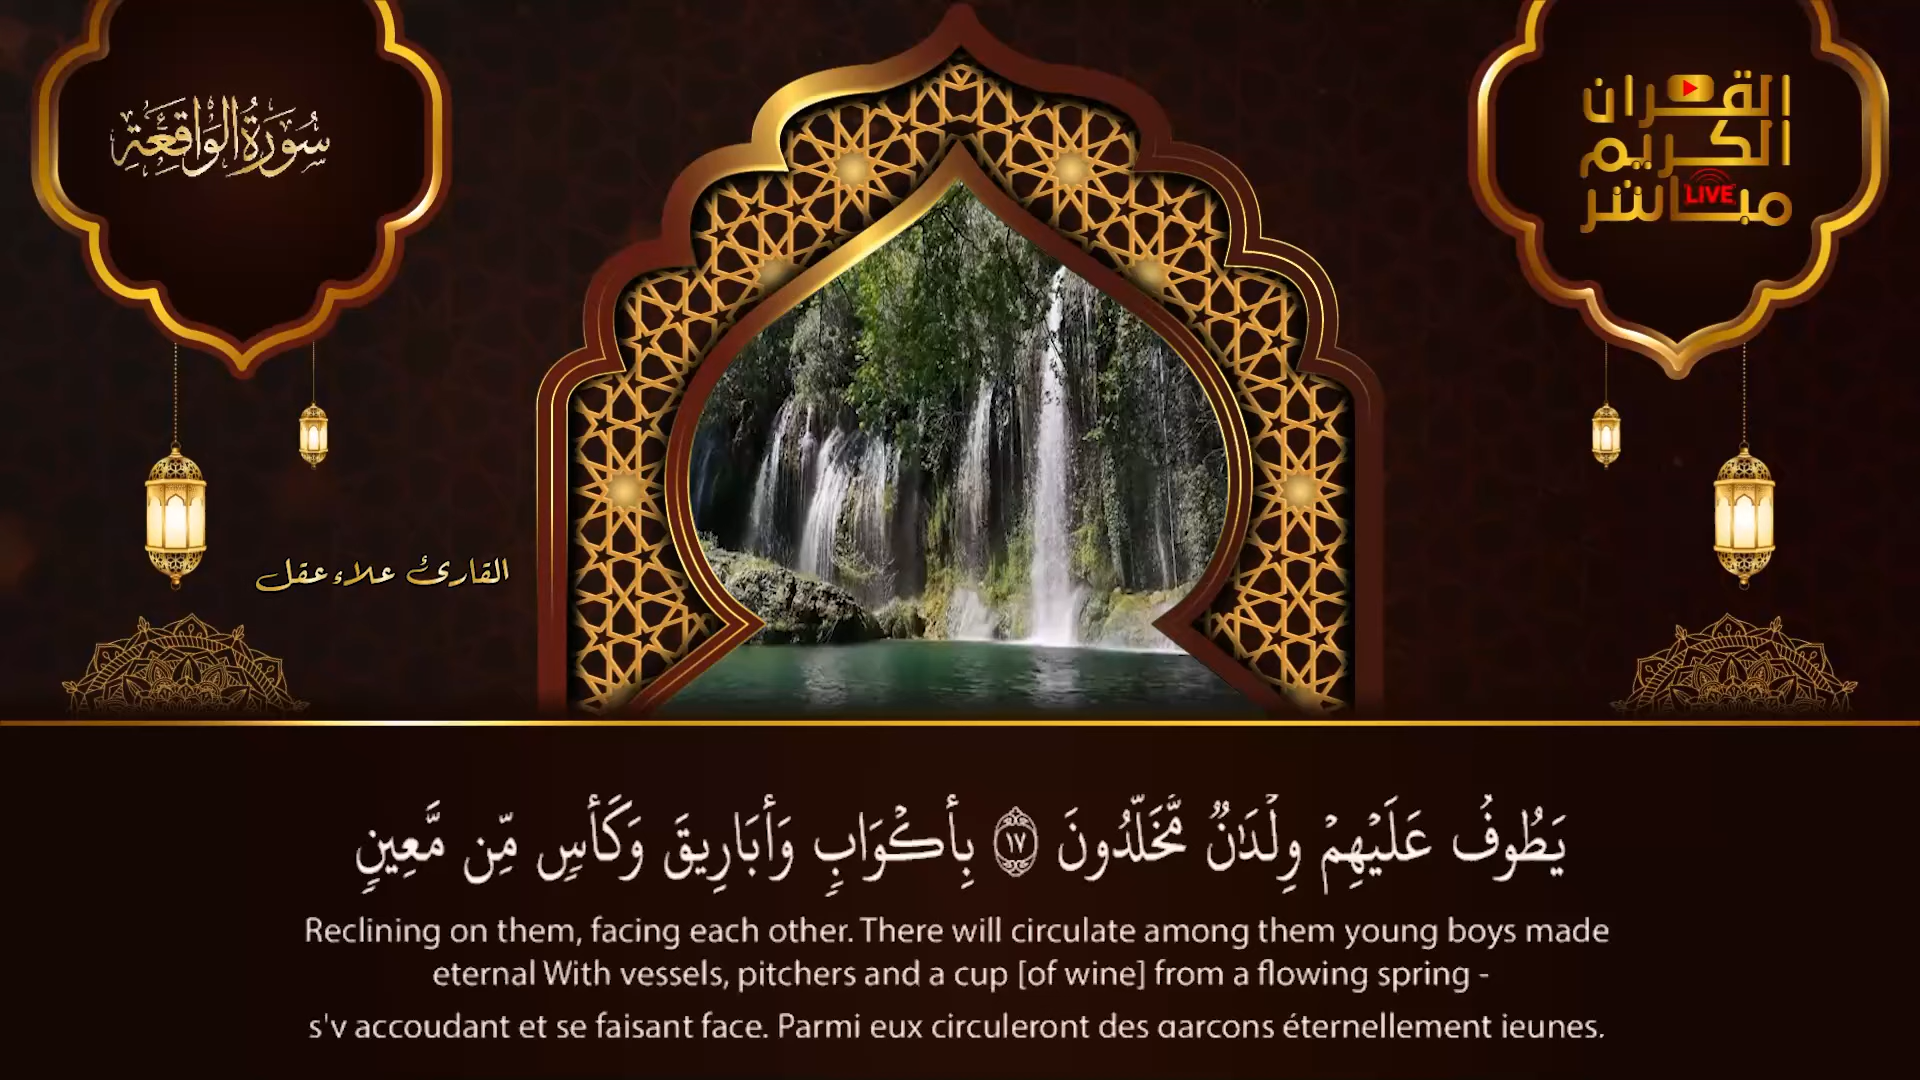 سُورَةُ الوَاقِعَةِ
القران
الكريم
مباشر
LIVE
القارئ علاء عقل
يَطُوفُ عَلَيْهِمْ وِلْدَٰنٌ مُّخَلَّدُونَ ١٧ بِأَكْوَابٍ وَأَبَارِيقَ وَكَأْسٍ مِّن مَّعِينٍ
Reclining on them, facing each other. There will circulate among them young boys made
eternal With vessels, pitchers and a cup [of wine] from a flowing spring -
s'y accoudant et se faisant face. Parmi eux circuleront des garçons éternellement jeunes,